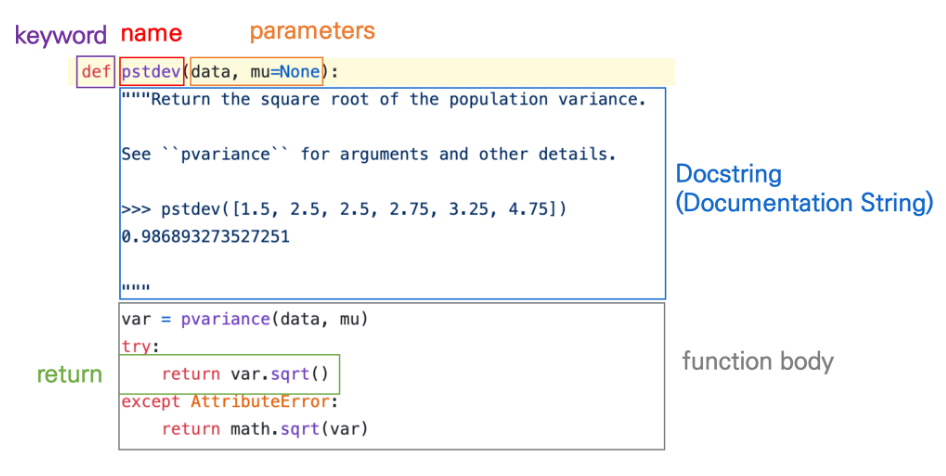 keyword name parameters
def pstdev(data, mu=None):
"""Return the square root of the population variance.
See ``pvariance`` for arguments and other details.
>>> pstdev([1.5, 2.5, 2.5, 2.75, 3.25, 4.75])
0.986893273527251
"""
Docstring
(Documentation String)
var = pvariance(data, mu)
try:
return var.sqrt()
except AttributeError:
return math.sqrt(var)
return
function body